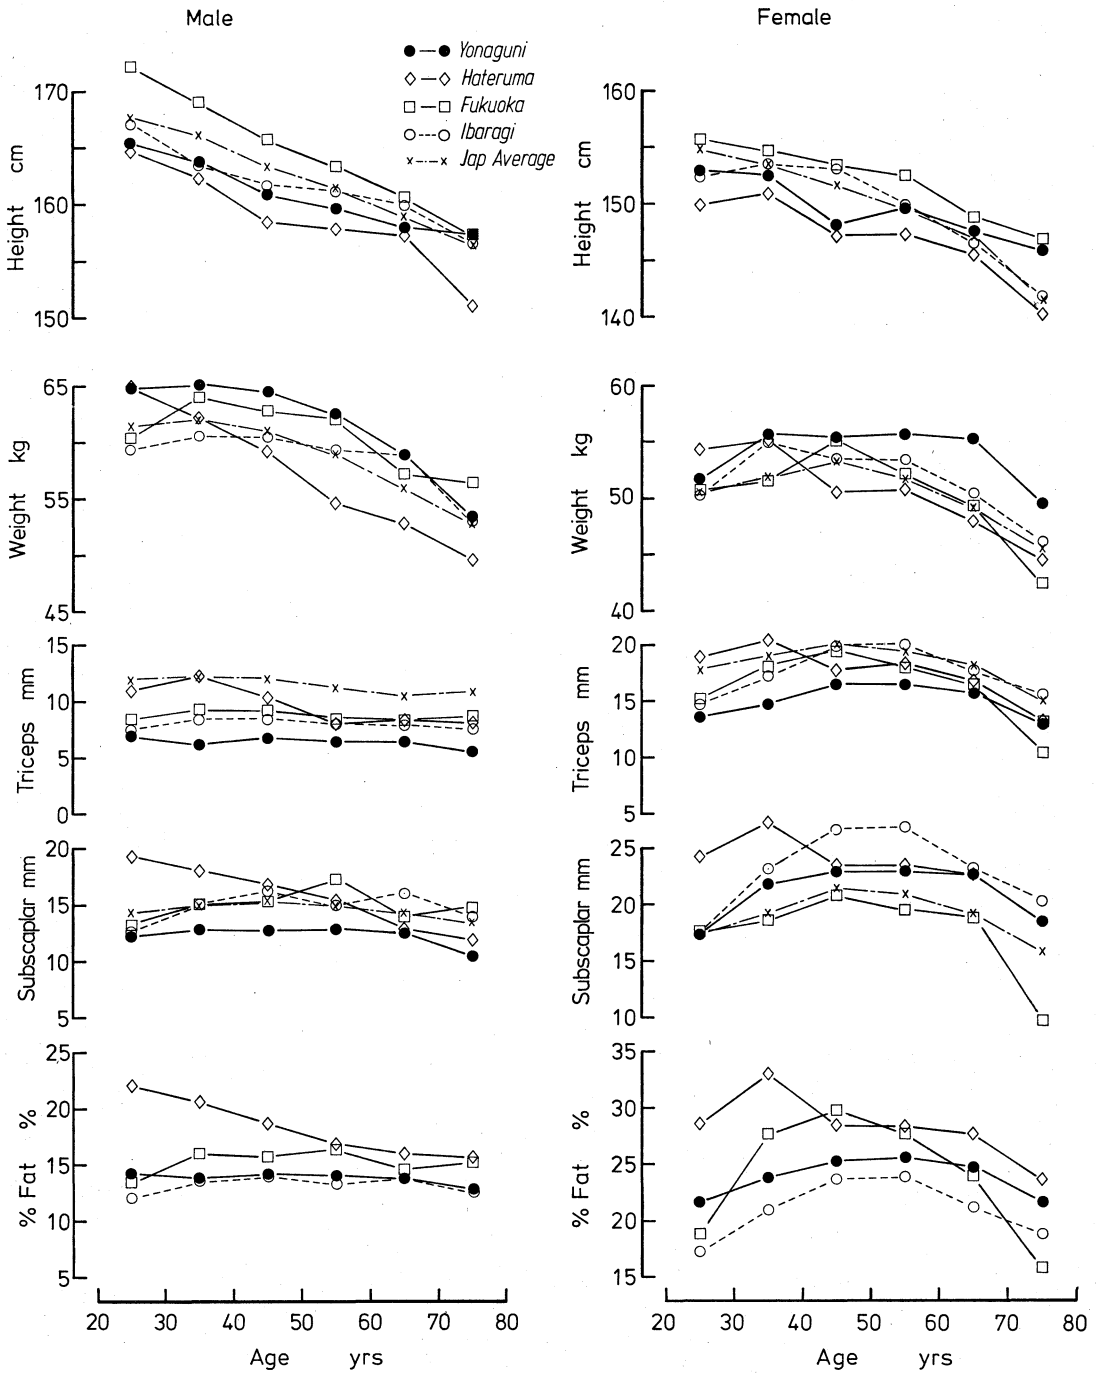 Male
Female
Yonaguni
Hateruma
Fukuoka
Ibaragi
Jap Average
170
160
150
Height cm
160
150
140
Height cm
65
55
45
Weight kg
60
50
40
Weight kg
15
10
5
0
Triceps mm
20
15
10
5
Triceps mm
20
15
10
5
Subscaplar mm
25
20
15
10
Subscaplar mm
25
20
15
10
5
% Fat %
35
30
25
20
15
% Fat %
20 30 40 50 60 70 80
Age yrs
20 30 40 50 60 70 80
Age yrs